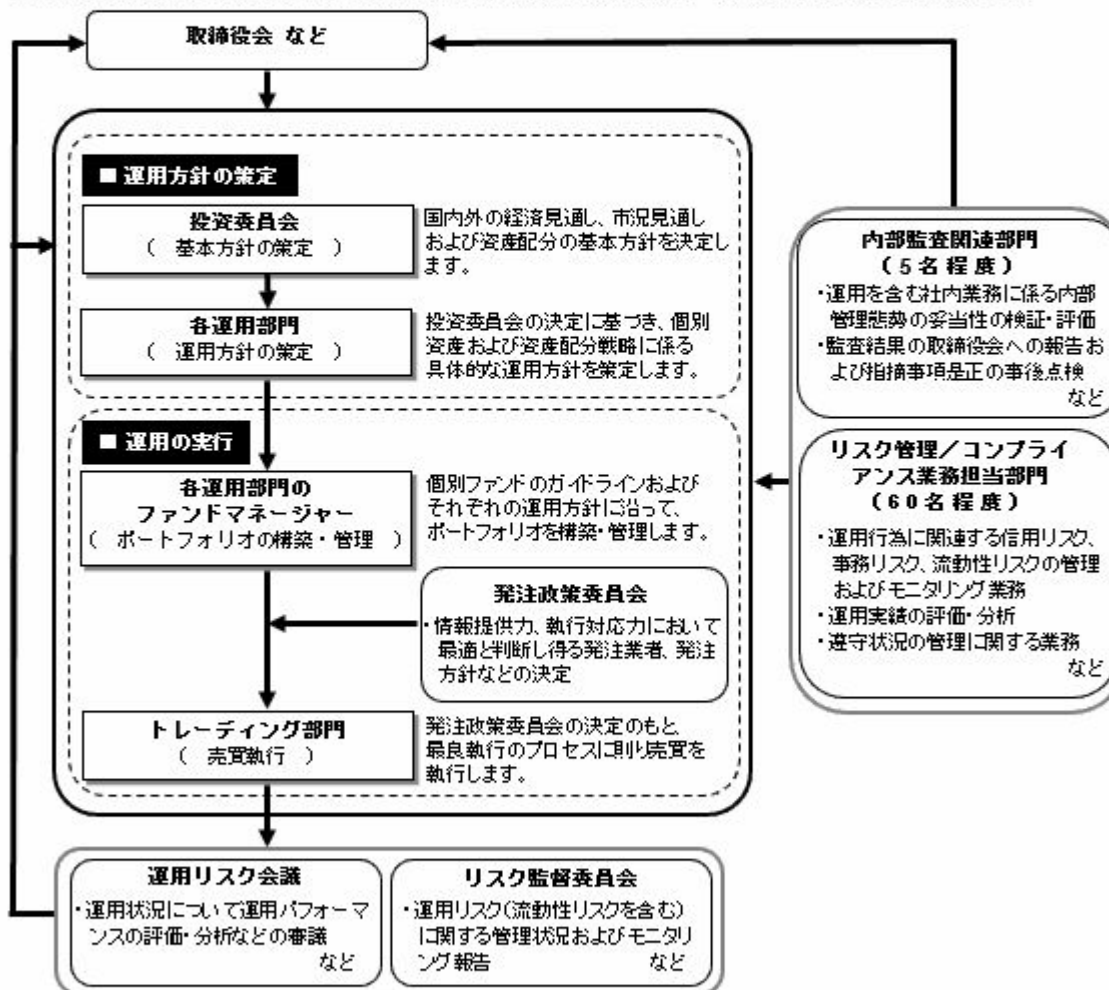 取締役会 など
■ 運用方針の策定
投資委員会
( 基本方針の策定 )
国内外の経済見通し、市況見通し
および資産配分の基本方針を決定し
ます。
各運用部門
( 運用方針の策定 )
投資委員会の決定に基づき、個別
資産および資産配分戦略に係る
具体的な運用方針を策定します。
■ 運用の実行
各運用部門の
ファンドマネージャー
( ポートフォリオの構築・管理 )
個別ファンドのガイドラインおよび
それぞれの運用方針に沿って、
ポートフォリオを構築・管理します。
発注政策委員会
・情報提供力、執行対応力において
最適と判断し得る発注業者、発注
方針などの決定
トレーディング部門
( 売買執行 )
発注政策委員会の決定のもと、
最良執行のプロセスに則り売買を
執行します。
内部監査関連部門
(5名程度)
・運用を含む社内業務に係る内部
管理態勢の妥当性の検証・評価
・監査結果の取締役会への報告お
よび指摘事項是正の事後点検
など
リスク管理/コンプライ
アンス業務担当部門
(60名程度)
・運用行為に関連する信用リスク、
事務リスク、流動性リスクの管理
およびモニタリング業務
・運用実績の評価・分析
・遵守状況の管理に関する業務
など
運用リスク会議
・運用状況について運用パフォーマ
ンスの評価・分析などの審議
など
リスク監督委員会
・運用リスク(流動性リスクを含む)
に関する管理状況およびモニタリ
ング報告 など